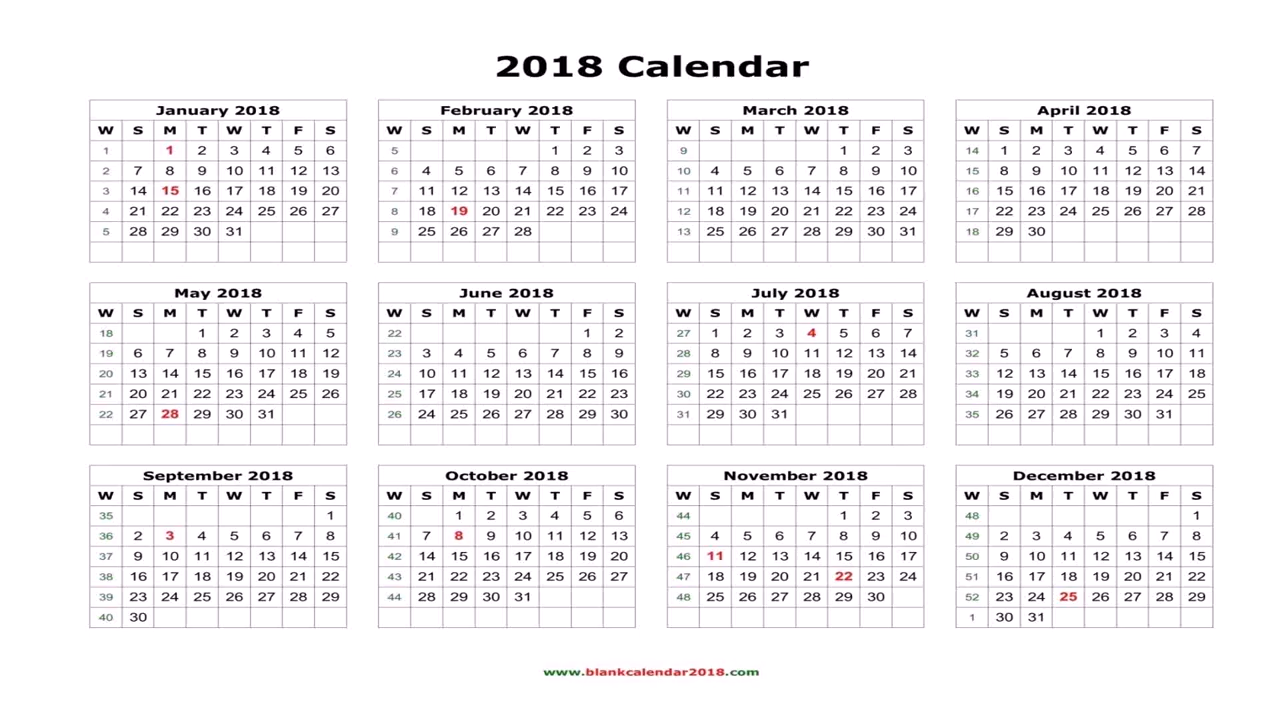 2018 Calendar
January 2018
W S M T W T F S
1 1 2 3 4 5 6
2 7 8 9 10 11 12 13
3 14 15 16 17 18 19 20
4 21 22 23 24 25 26 27
5 28 29 30 31
February 2018
W S M T W T F S
5 1 2 3
6 4 5 6 7 8 9 10
7 11 12 13 14 15 16 17
8 18 19 20 21 22 23 24
9 25 26 27 28
March 2018
W S M T W T F S
9 1 2 3
10 4 5 6 7 8 9 10
11 11 12 13 14 15 16 17
12 18 19 20 21 22 23 24
13 25 26 27 28 29 30 31
April 2018
W S M T W T F S
14 1 2 3 4 5 6 7
15 8 9 10 11 12 13 14
16 15 16 17 18 19 20 21
17 22 23 24 25 26 27 28
18 29 30
May 2018
W S M T W T F S
18 1 2 3 4 5
19 6 7 8 9 10 11 12
20 13 14 15 16 17 18 19
21 20 21 22 23 24 25 26
22 27 28 29 30 31
June 2018
W S M T W T F S
22 1 2
23 3 4 5 6 7 8 9
24 10 11 12 13 14 15 16
25 17 18 19 20 21 22 23
26 24 25 26 27 28 29 30
July 2018
W S M T W T F S
27 1 2 3 4 5 6 7
28 8 9 10 11 12 13 14
29 15 16 17 18 19 20 21
30 22 23 24 25 26 27 28
31 29 30 31
August 2018
W S M T W T F S
31 1 2 3 4
32 5 6 7 8 9 10 11
33 12 13 14 15 16 17 18
34 19 20 21 22 23 24 25
35 26 27 28 29 30 31
September 2018
W S M T W T F S
35 1
36 2 3 4 5 6 7 8
37 9 10 11 12 13 14 15
38 16 17 18 19 20 21 22
39 23 24 25 26 27 28 29
40 30
October 2018
W S M T W T F S
40 1 2 3 4 5 6
41 7 8 9 10 11 12 13
42 14 15 16 17 18 19 20
43 21 22 23 24 25 26 27
44 28 29 30 31
November 2018
W S M T W T F S
44 1 2 3
45 4 5 6 7 8 9 10
46 11 12 13 14 15 16 17
47 18 19 20 21 22 23 24
48 25 26 27 28 29 30
December 2018
W S M T W T F S
48 1
49 2 3 4 5 6 7 8
50 9 10 11 12 13 14 15
51 16 17 18 19 20 21 22
52 23 24 25 26 27 28 29
1 30 31
www.blankcalendar2018.com